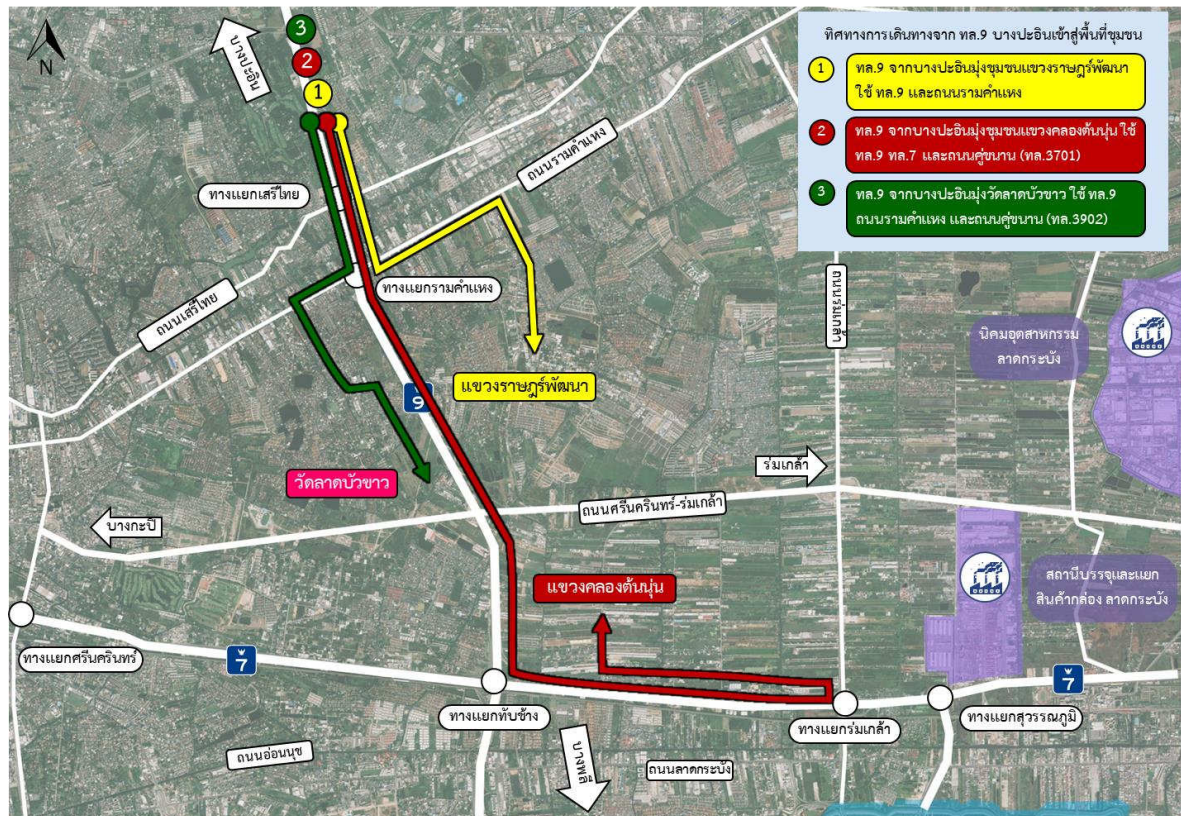 ทิศทางการเดินทางจาก ทล.9 บางปะอินเข้าสู่พื้นที่ชุมชน
1
ทล.9 จากบางปะอินมุ่งชุมชนแขวงราษฎร์พัฒนา
ใช้ ทล.9 และถนนรามคำแหง
2
ทล.9 จากบางปะอินมุ่งชุมชนแขวงคลองต้นนุ่น ใช้
ทล.9 ทล.7 และถนนคู่ขนาน (ทล.3701)
3
ทล.9 จากบางปะอินมุ่งวัดลาดบัวขาว ใช้ ทล.9
ถนนรามคำแหง และถนนคู่ขนาน (ทล.3902)
N
บางปะอิน
3
2
1
ทางแยกเสรีไทย
ถนนรามคำแหง
ถนนเสรีไทย
ทางแยกรามคำแหง
ถนนร่มเกล้า
นิคมอุตสาหกรรม
ลาดกระบัง
แขวงราษฎร์พัฒนา
9
วัดลาดบัวขาว
ร่มเกล้า
ถนนศรีนครินทร์-ร่มเกล้า
บางกะปิ
แขวงคลองต้นนุ่น
สถานีบรรจุและแยก
สินค้ากล่อง ลาดกระบัง
ทางแยกศรีนครินทร์
7
7
ทางแยกทับช้าง
ทางแยกร่มเกล้า
ทางแยกสุวรรณภูมิ
ถนนอ่อนนุช
บางพลี
ถนนลาดกระบัง